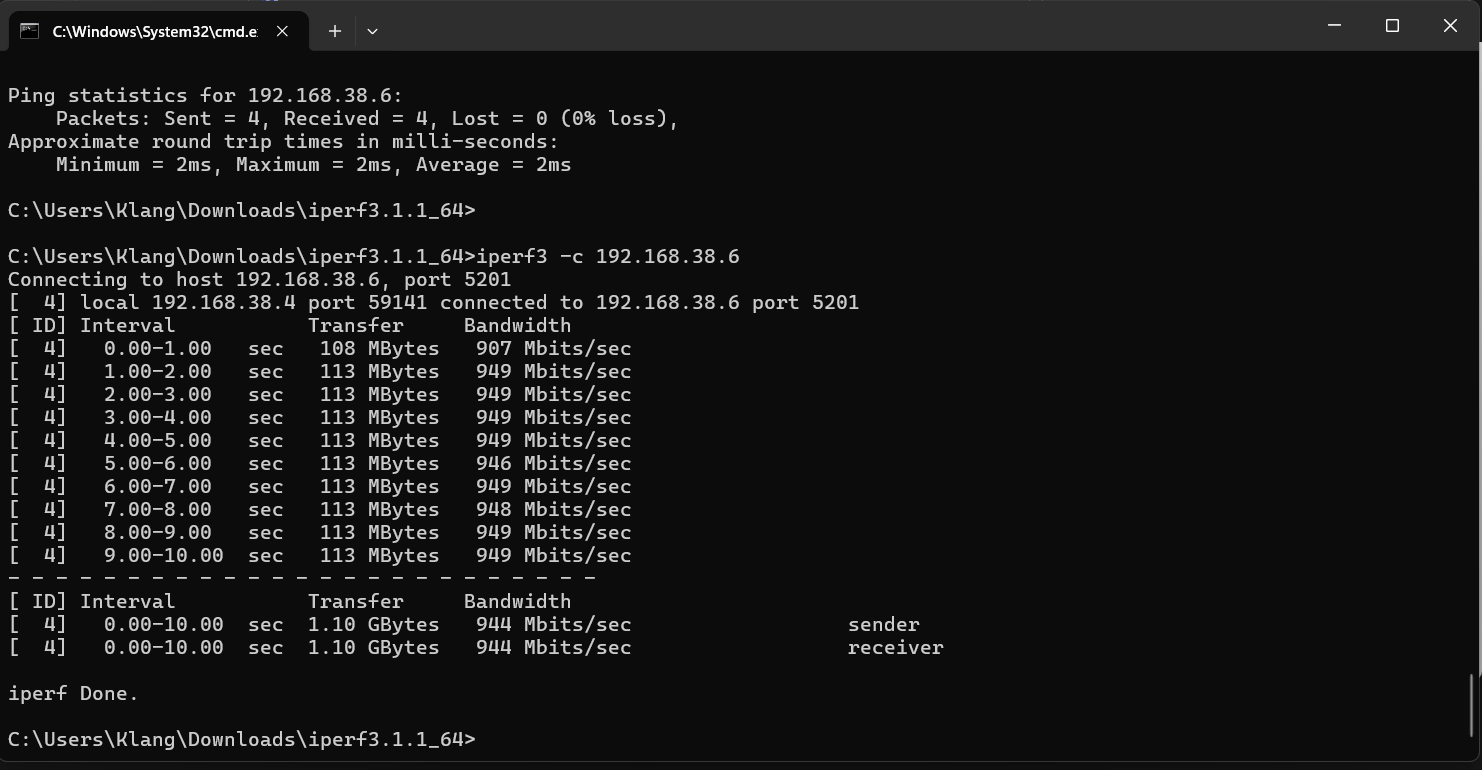 C:\Windows\System32\cmd.e
Ping statistics for 192.168.38.6:
    Packets: Sent = 4, Received = 4, Lost = 0 (0% loss),
Approximate round trip times in milli-seconds:
    Minimum = 2ms, Maximum = 2ms, Average = 2ms

C:\Users\Klang\Downloads\iperf3.1.1_64>

C:\Users\Klang\Downloads\iperf3.1.1_64>iperf3 -c 192.168.38.6
Connecting to host 192.168.38.6, port 5201
[  4] local 192.168.38.4 port 59141 connected to 192.168.38.6 port 5201
[ ID] Interval           Transfer     Bandwidth
[  4]   0.00-1.00   sec   108 MBytes   907 Mbits/sec
[  4]   1.00-2.00   sec   113 MBytes   949 Mbits/sec
[  4]   2.00-3.00   sec   113 MBytes   949 Mbits/sec
[  4]   3.00-4.00   sec   113 MBytes   949 Mbits/sec
[  4]   4.00-5.00   sec   113 MBytes   949 Mbits/sec
[  4]   5.00-6.00   sec   113 MBytes   946 Mbits/sec
[  4]   6.00-7.00   sec   113 MBytes   949 Mbits/sec
[  4]   7.00-8.00   sec   113 MBytes   948 Mbits/sec
[  4]   8.00-9.00   sec   113 MBytes   949 Mbits/sec
[  4]   9.00-10.00  sec   113 MBytes   949 Mbits/sec
- - - - - - - - - - - - - - - - - - - - - - - - -
[ ID] Interval           Transfer     Bandwidth
[  4]   0.00-10.00  sec  1.10 GBytes   944 Mbits/sec                  sender
[  4]   0.00-10.00  sec  1.10 GBytes   944 Mbits/sec                  receiver

iperf Done.

C:\Users\Klang\Downloads\iperf3.1.1_64>